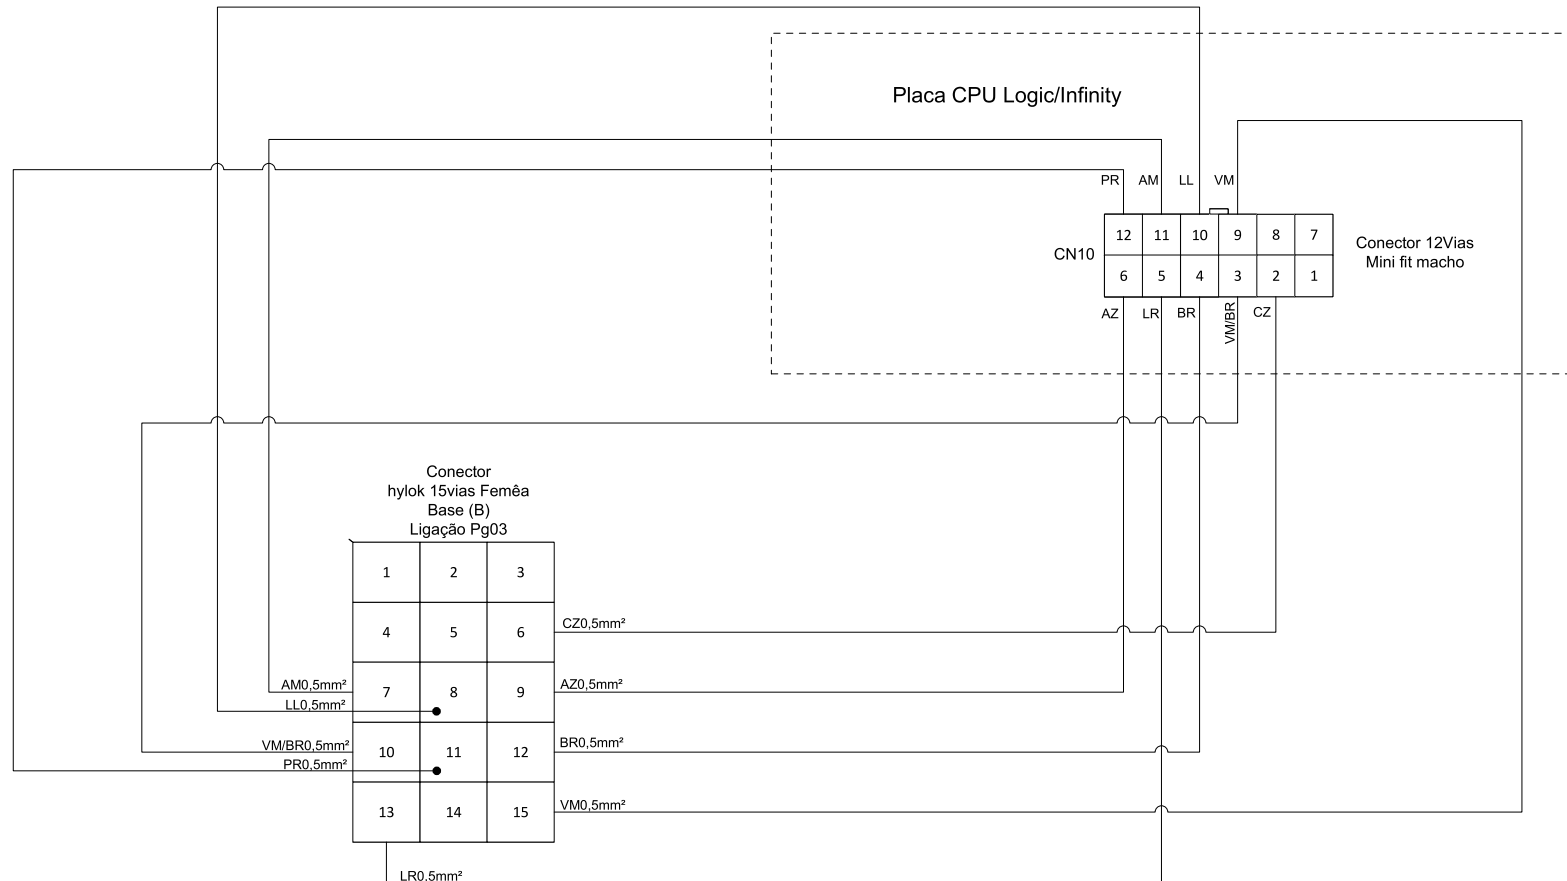 Placa CPU Logic/Infinity
PR AM LL VM
12 11 10 9 8 7
CN10
6 5 4 3 2 1
Conector 12Vias
Mini fit macho
AZ LR BR VM/BR CZ
Conector
hylok 15vias Femêa
Base (B)
Ligação Pg03
1 2 3
4 5 6
CZ0,5mm²
AM0,5mm²
7 8 9
AZ0,5mm²
LL0,5mm²
VM/BR0,5mm²
10 11 12
BR0,5mm²
PR0,5mm²
13 14 15
VM0,5mm²
LR0,5mm²